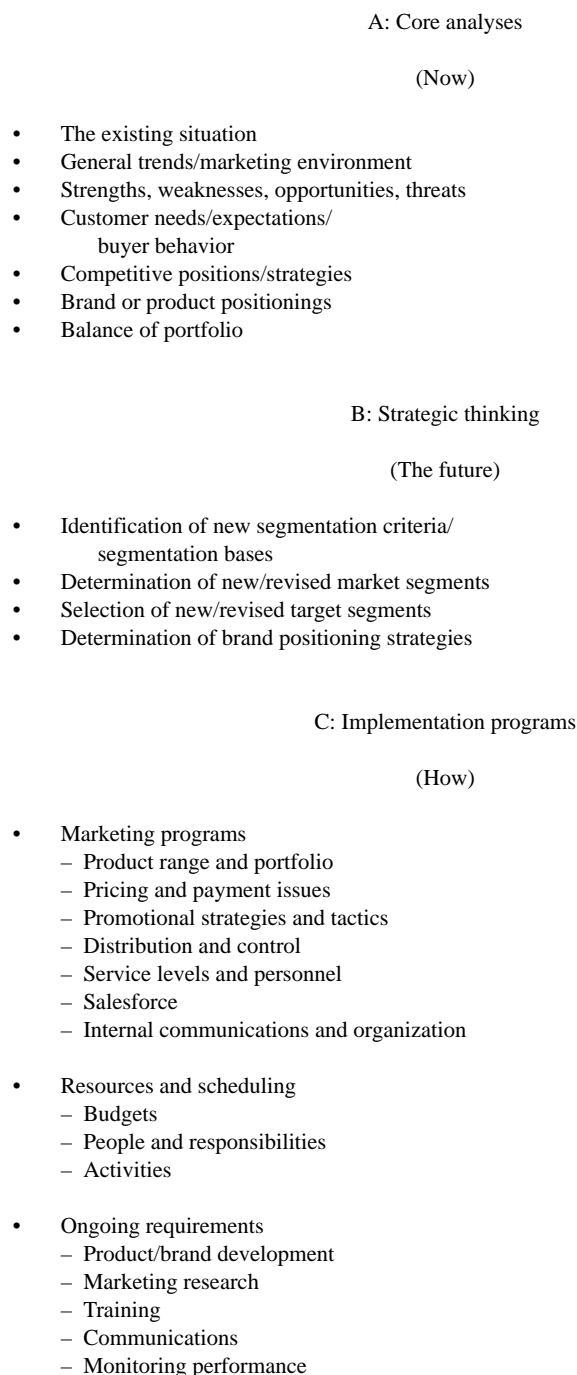 A: Core analyses
(Now)
• The existing situation
• General trends/marketing environment
• Strengths, weaknesses, opportunities, threats
• Customer needs/expectations/
buyer behavior
• Competitive positions/strategies
• Brand or product positionings
• Balance of portfolio
B: Strategic thinking
(The future)
• Identification of new segmentation criteria/
segmentation bases
• Determination of new/revised market segments
• Selection of new/revised target segments
• Determination of brand positioning strategies
C: Implementation programs
(How)
• Marketing programs
– Product range and portfolio
– Pricing and payment issues
– Promotional strategies and tactics
– Distribution and control
– Service levels and personnel
– Salesforce
– Internal communications and organization
• Resources and scheduling
– Budgets
– People and responsibilities
– Activities
• Ongoing requirements
– Product/brand development
– Marketing research
– Training
– Communications
– Monitoring performance